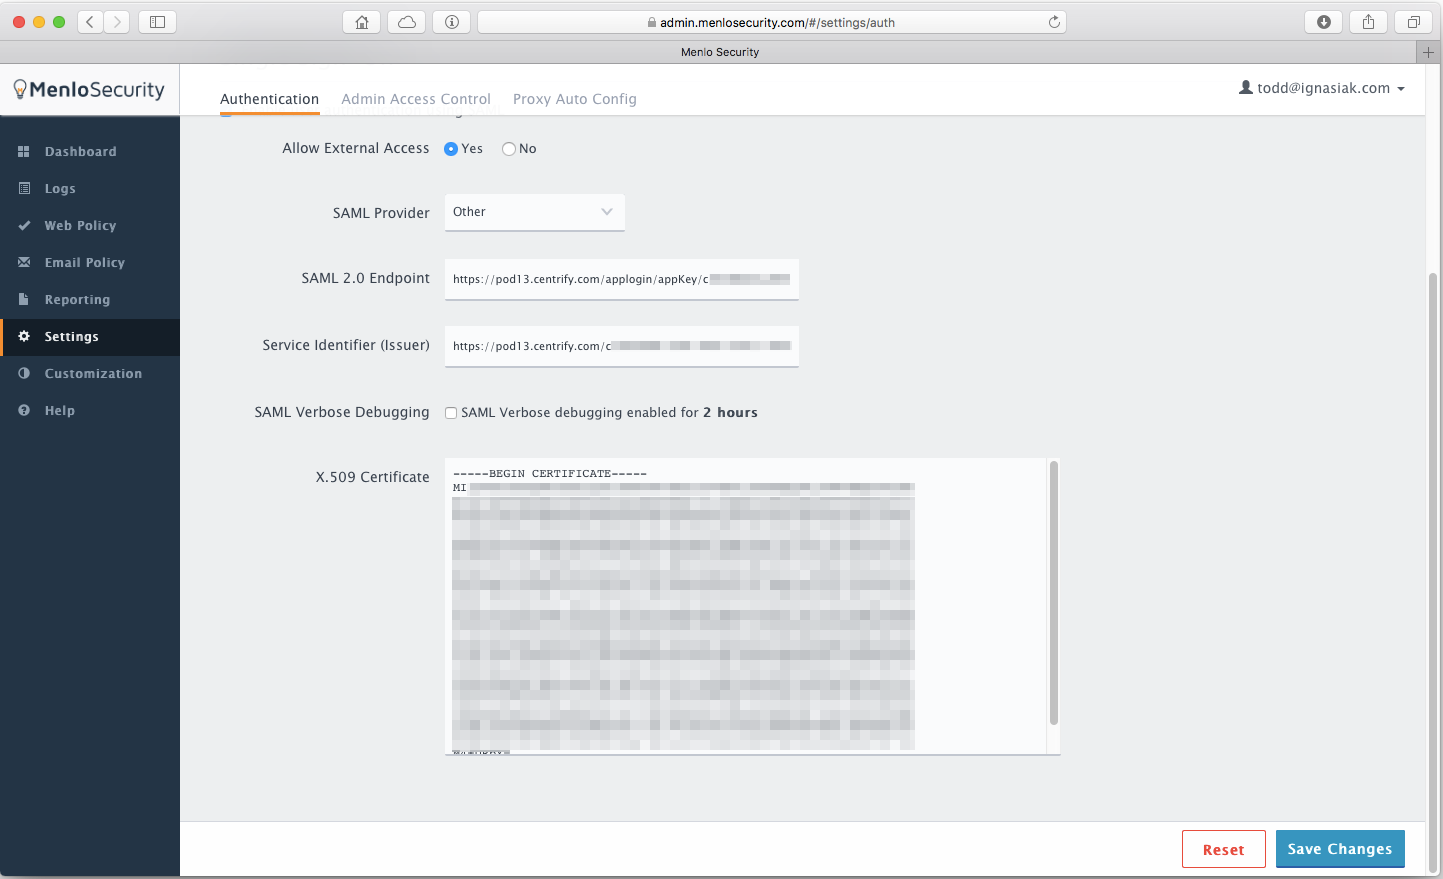 admin.menlosecurity.com/#/settings/auth
Menlo Security
MenloSecurity
Authentication
Admin Access Control
Proxy Auto Config
todd@ignasiak.com
Dashboard
Logs
Web Policy
Email Policy
Reporting
Settings
Customization
Help
Allow External Access
Yes
No
SAML Provider
Other
SAML 2.0 Endpoint
https://pod13.centrify.com/applogin/appKey/c
Service Identifier (Issuer)
https://pod13.centrify.com/c
SAML Verbose Debugging
SAML Verbose debugging enabled for 2 hours
X.509 Certificate
-----BEGIN CERTIFICATE-----
MI
Reset
Save Changes